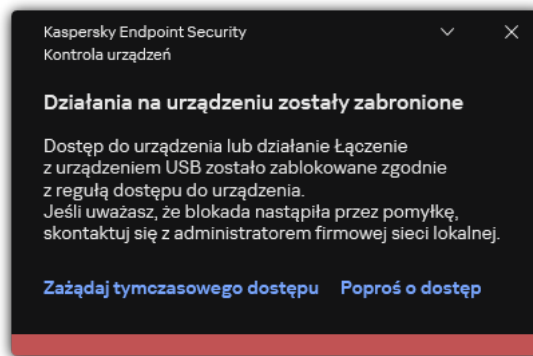 Kaspersky Endpoint Security
Kontrola urządzeń
Działania na urządzeniu zostały zabronione
Dostęp do urządzenia lub działanie Łączenie
z urządzeniem USB zostało zablokowane zgodnie
z regułą dostępu do urządzenia.
Jeśli uważasz, że blokada nastąpiła przez pomyłkę,
skontaktuj się z administratorem firmowej sieci lokalnej.
Zażądaj tymczasowego dostępu Poproś o dostęp